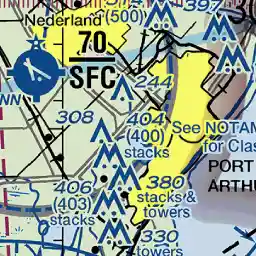 Nederland
(500)
397
70
SFC
244
NN
308
404
(400)
stacks
See NOTAM
for Clas
PORT
ARTHU
406
(403)
stacks
380
stacks &
towers
330
towers